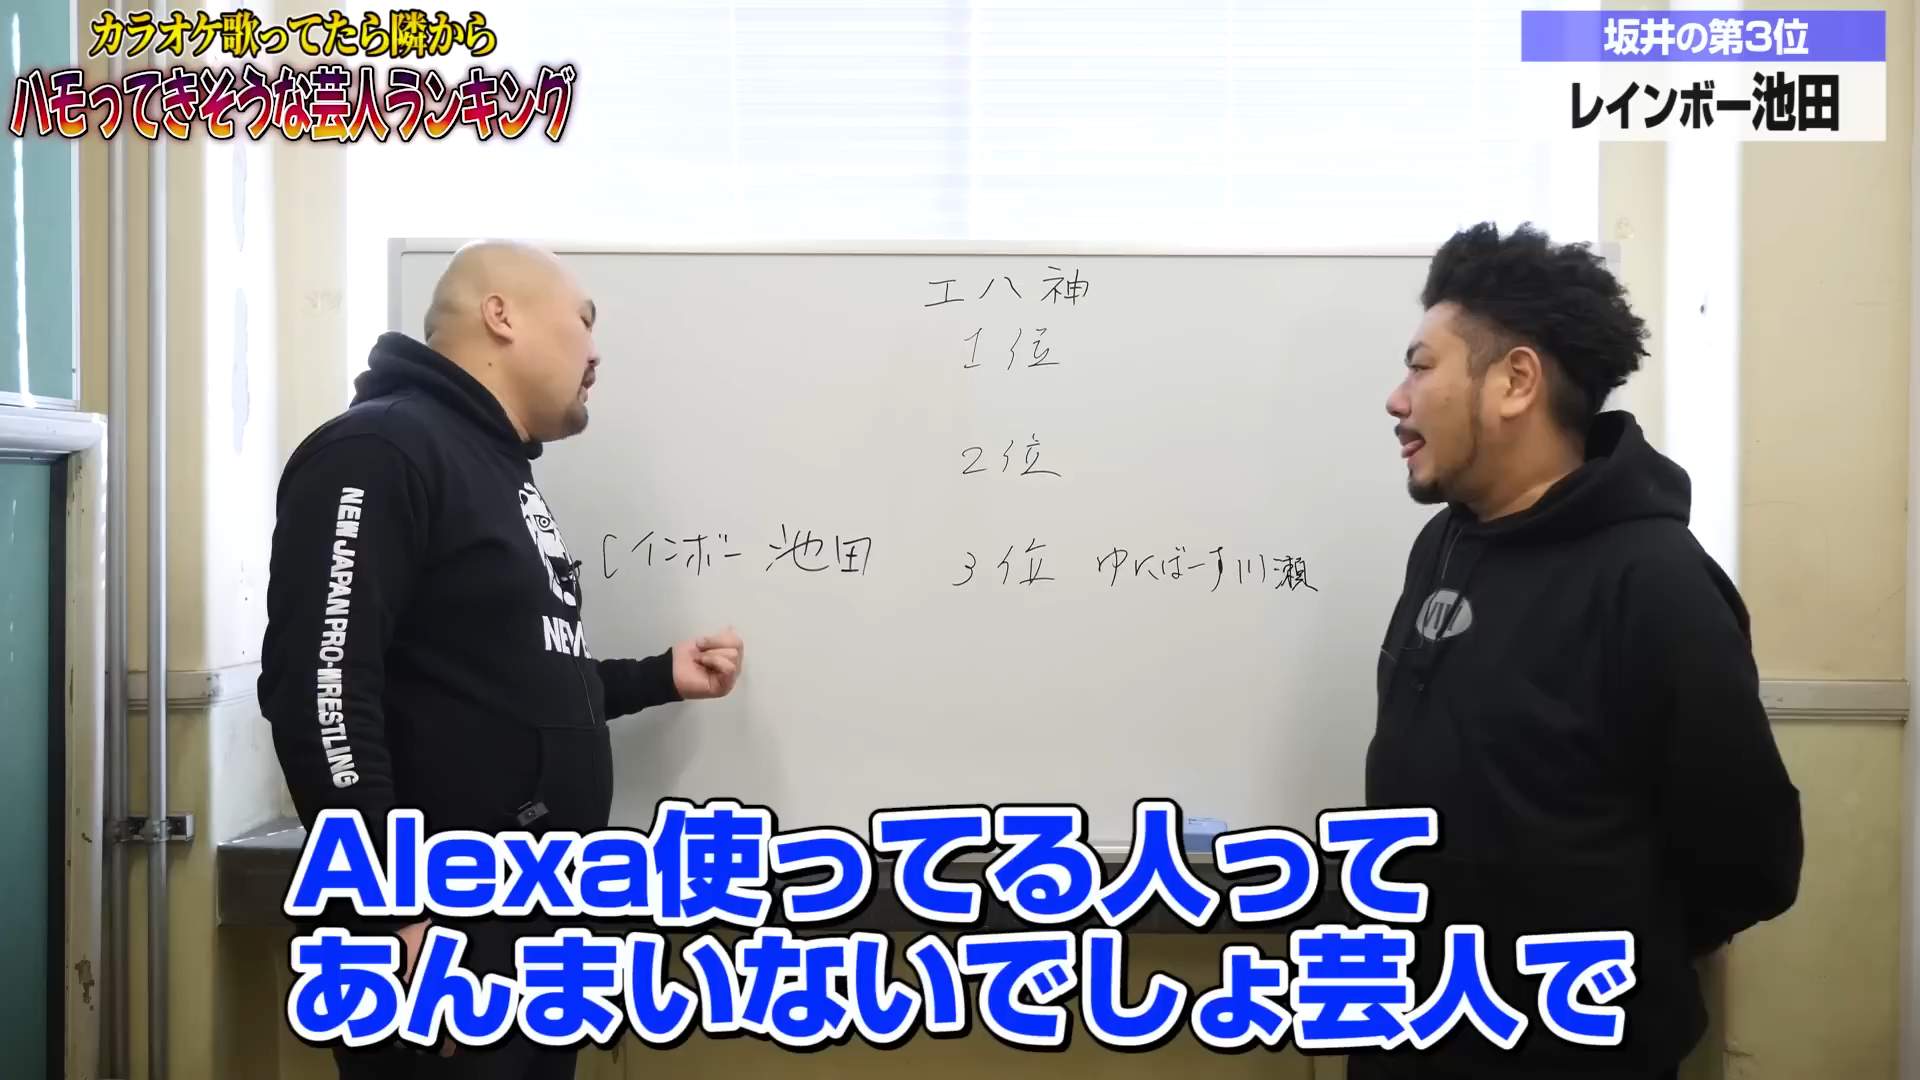 カラオケ歌ってたら隣から
ハモってきそうな芸人ランキング
坂井の第3位
レインボー池田
エハ神
1位
2位
レインボー 池田 3位 ゆにばーす川瀬
NEW JAPAN PRO-WRESTLING
NEW
Alexa使ってる人って
あんまいないでしょ芸人で